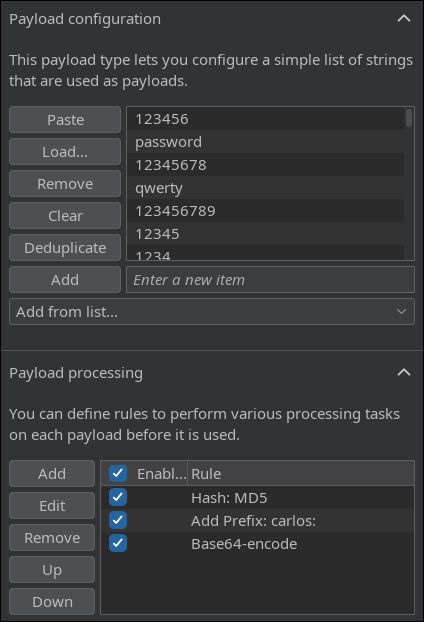 Payload configuration
This payload type lets you configure a simple list of strings
that are used as payloads.
Paste
Load...
Remove
Clear
Deduplicate
123456
password
12345678
qwerty
123456789
12345
1234
Add
Enter a new item
Add from list...
Payload processing
You can define rules to perform various processing tasks
on each payload before it is used.
Add
Edit
Remove
Up
Down
Enabl... Rule
Hash: MD5
Add Prefix: carlos:
Base64-encode